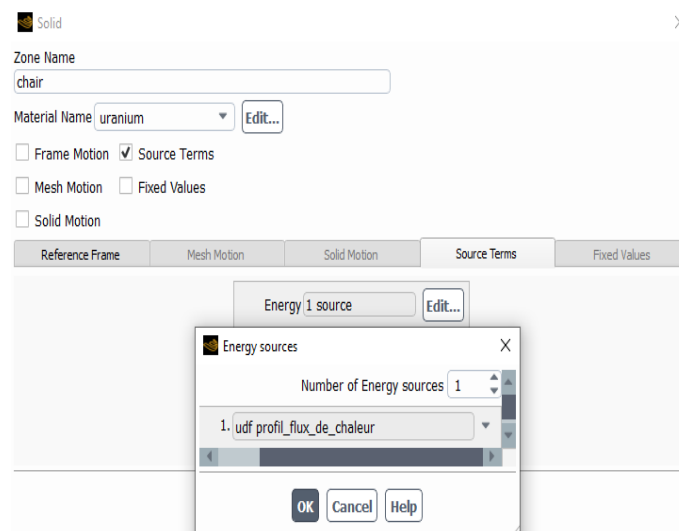 Solid
Zone Name
chair
Material Name uranium Edit...
Frame Motion Source Terms
Mesh Motion Fixed Values
Solid Motion
Reference Frame Mesh Motion Solid Motion Source Terms Fixed Values
Energy 1 source Edit...
Energy sources X
Number of Energy sources 1
1. udf profil_flux_de_chaleur
OK Cancel Help